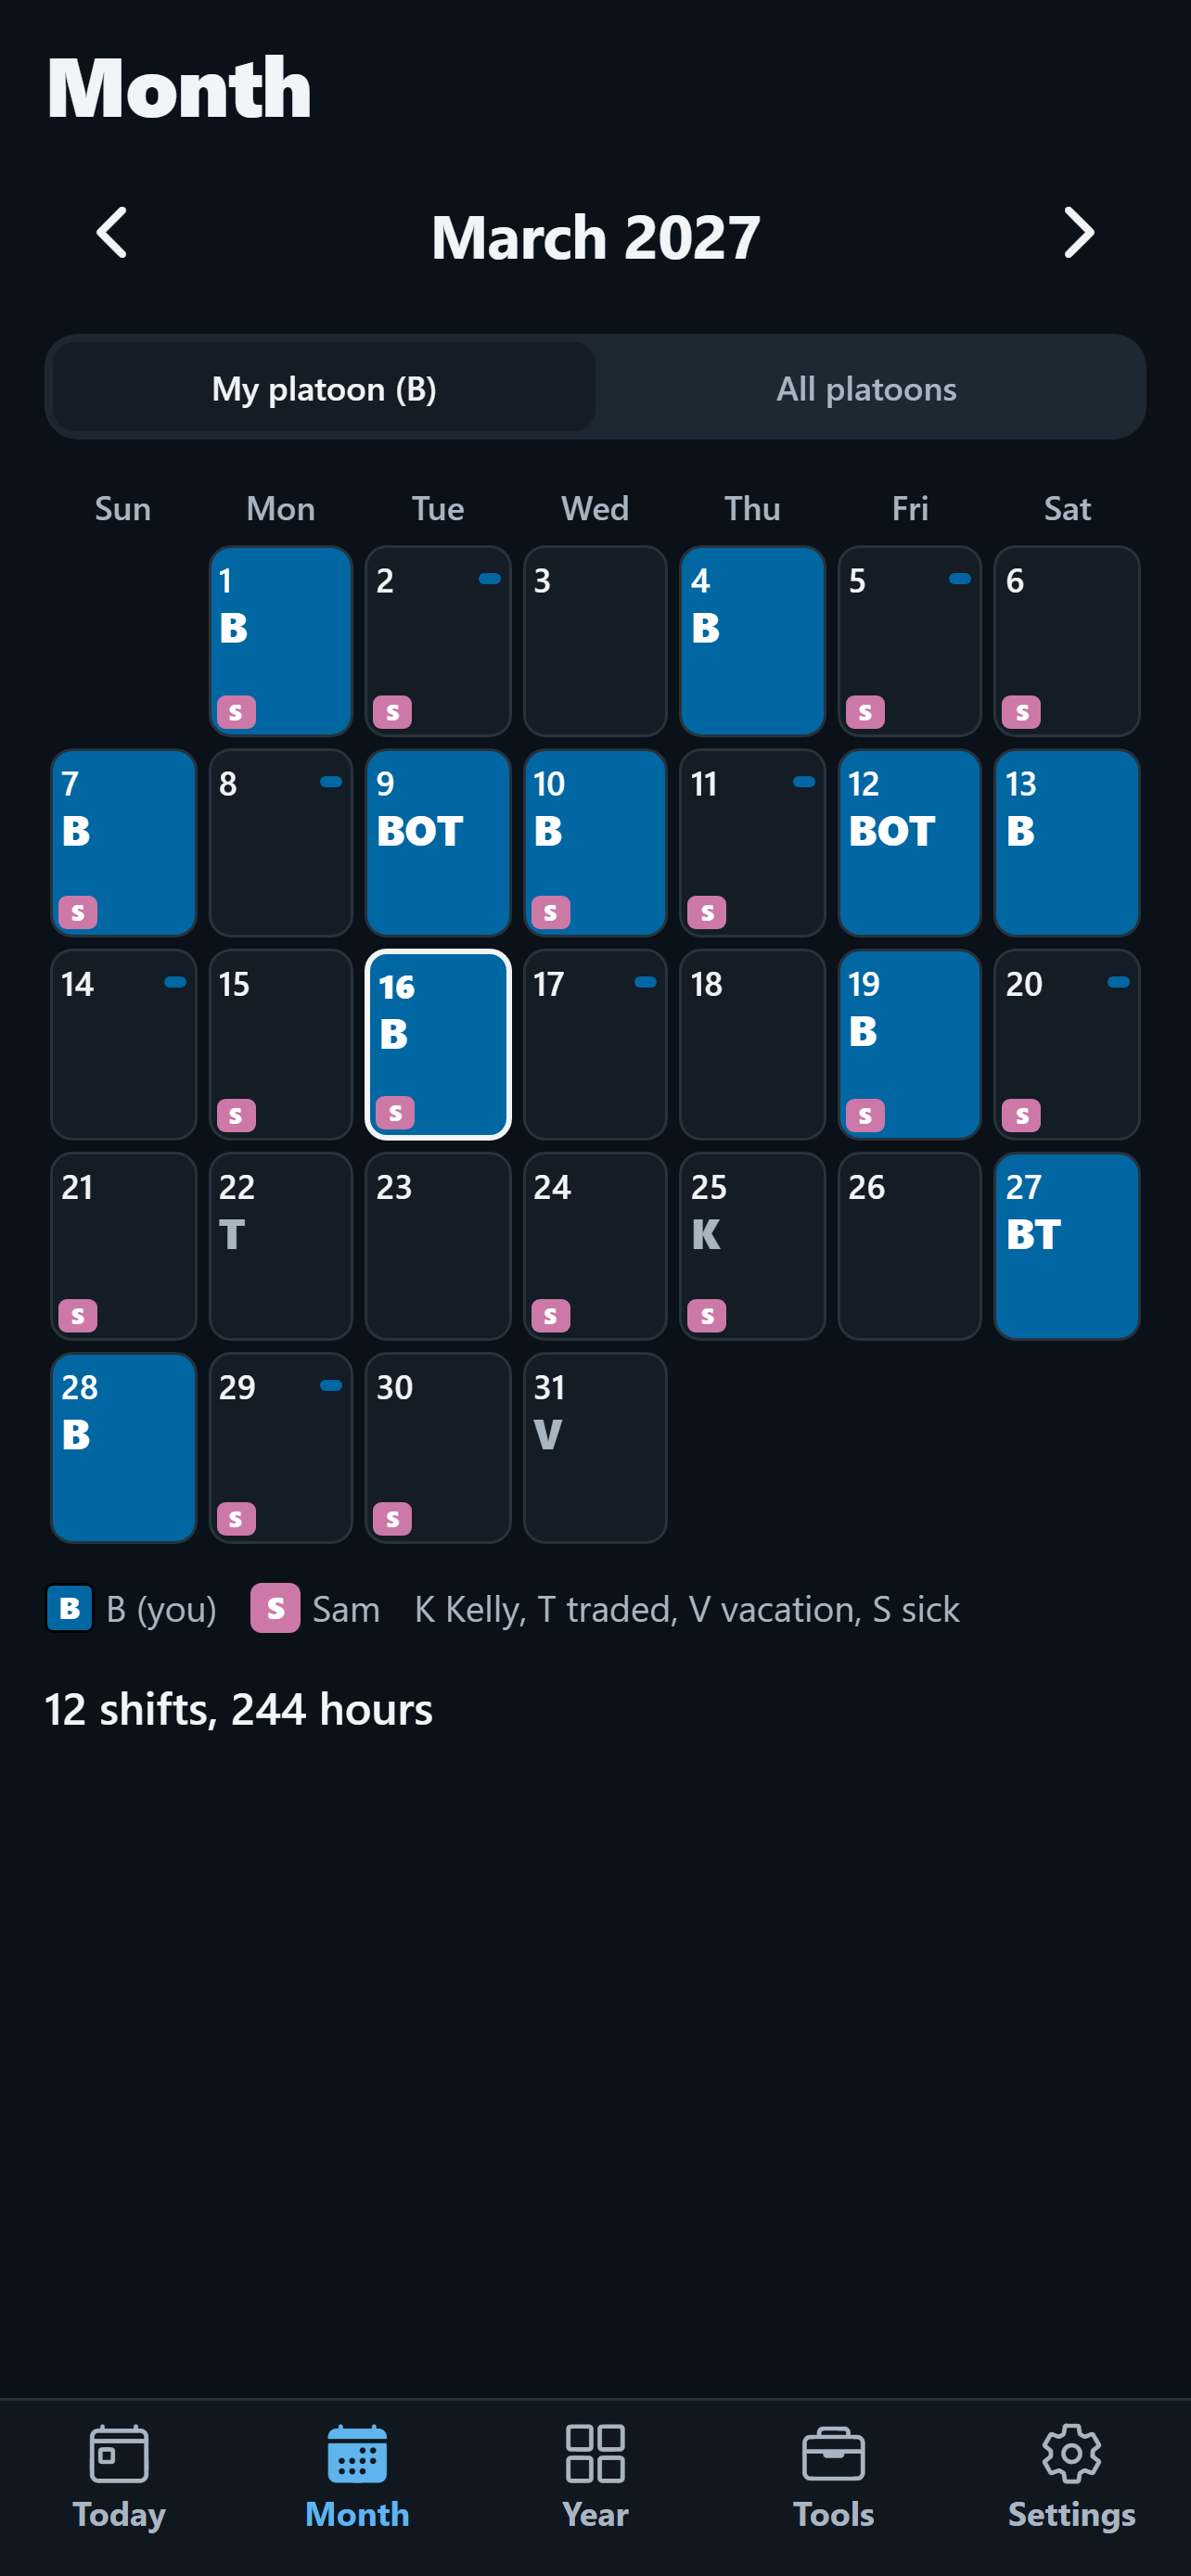 Month
March 2027
My platoon (B) All platoons
Sun Mon Tue Wed Thu Fri Sat
1 2 3 4 5 6
B B
S S S S
7 8 9 10 11 12 13
B BOT B BOT B
S S S
14 15 16 17 18 19 20
B B
S S S S
21 22 23 24 25 26 27
T K BT
S S S
28 29 30 31
B V
S S
B B (you) S Sam K Kelly, T traded, V vacation, S sick
12 shifts, 244 hours
Today Month Year Tools Settings